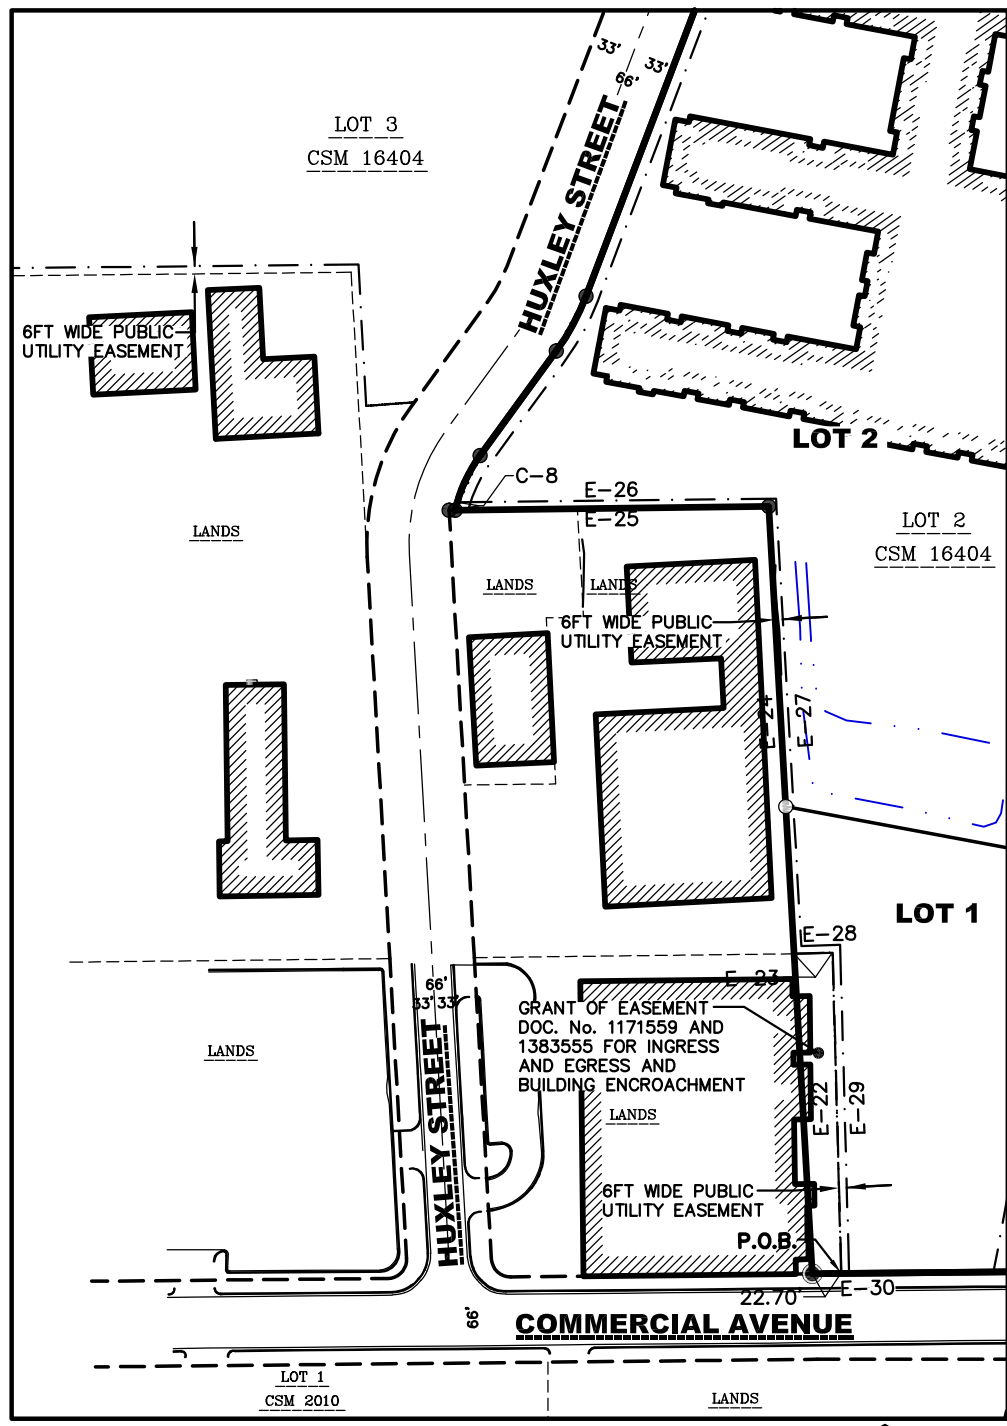 33'
33'
66'
HUXLEY STREET
LOT 3
CSM 16404
6FT WIDE PUBLIC
UTILITY EASEMENT
LOT 2
C-8
E-26
E-25
LANDS
LOT 2
CSM 16404
LANDS
LANDS
6FT WIDE PUBLIC
UTILITY EASEMENT
E-24
E-27
LOT 1
E-28
E-23
66'
33'
33'
GRANT OF EASEMENT
DOC. No. 1171559 AND
1383555 FOR INGRESS
AND EGRESS AND
BUILDING ENCROACHMENT
LANDS
HUXLEY STREET
LANDS
E-22
E-29
6FT WIDE PUBLIC
UTILITY EASEMENT
P.O.B.
22.70'
E-30
66'
COMMERCIAL AVENUE
LOT 1
CSM 2010
LANDS